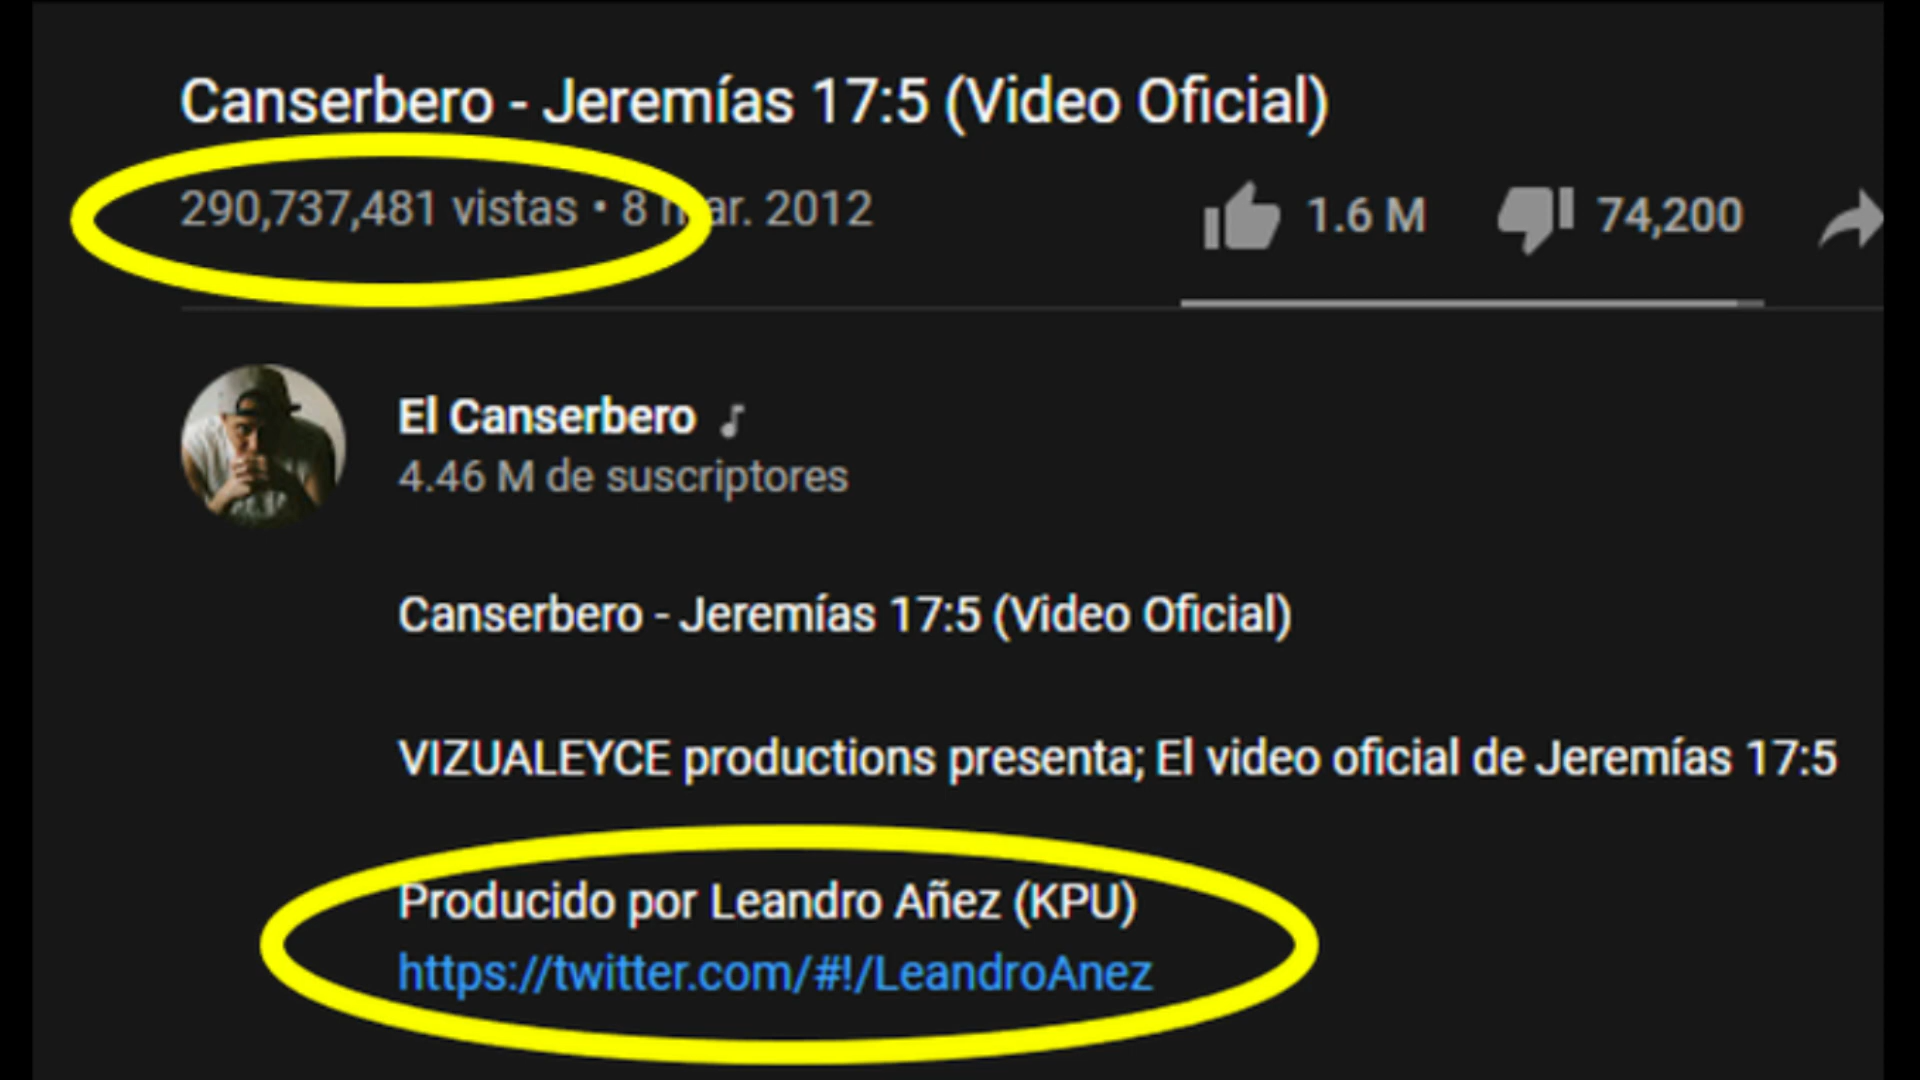 Canserbero - Jeremías 17:5 (Video Oficial)
290,737,481 vistas • 8 mar. 2012
1.6 M
74,200
El Canserbero
4.46 M de suscriptores
Canserbero - Jeremías 17:5 (Video Oficial)
VIZUALEYCE productions presenta; El video oficial de Jeremías 17:5
Producido por Leandro Añez (KPU)
https://twitter.com/#!/LeandroAnez